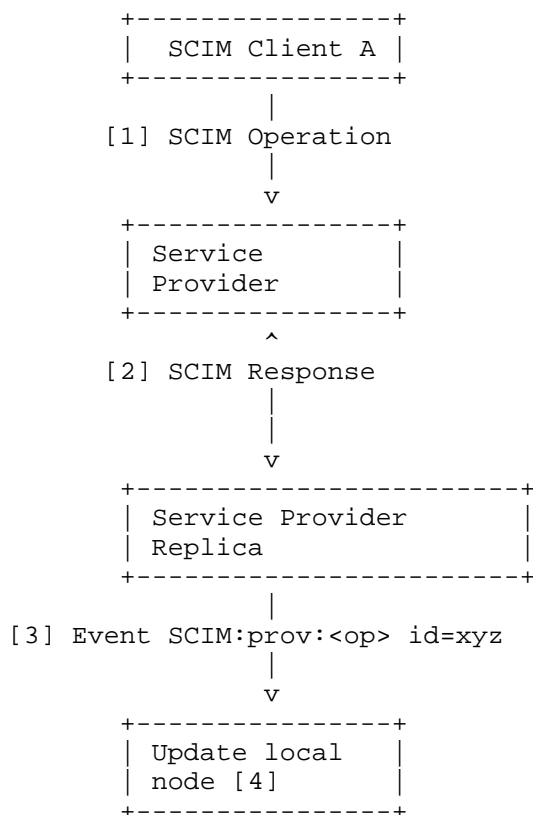 SCIM Client A
[1] SCIM Operation
v
Service
Provider
^
[2] SCIM Response
v
Service Provider
Replica
[3] Event SCIM:prov:<op> id=xyz
v
Update local
node [4]